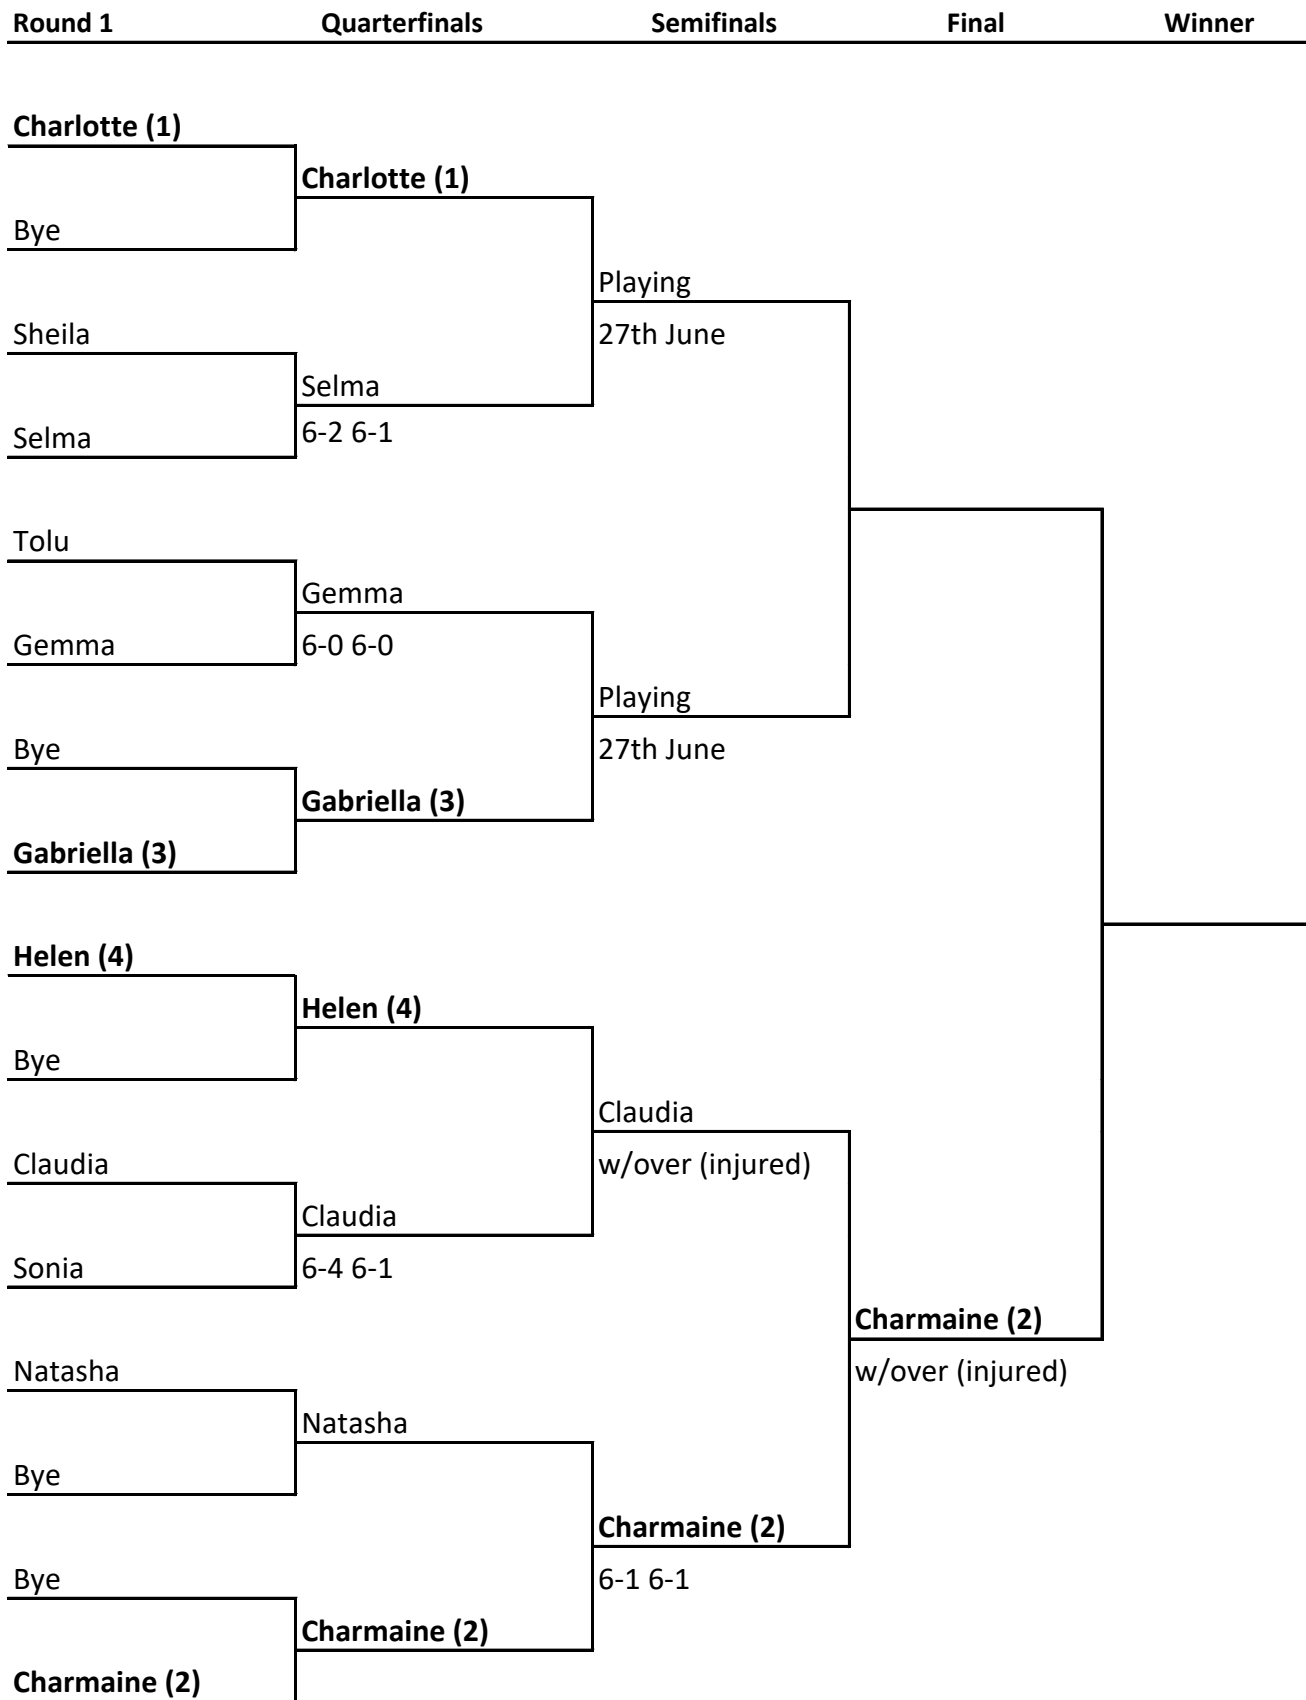 Round 1 Quarterfinals Semifinals Final Winner
Charlotte (1)
Charlotte (1)
Bye
Playing
Sheila
27th June
Selma
Selma
6-2 6-1
Tolu
Gemma
Gemma
6-0 6-0
Playing
Bye
27th June
Gabriella (3)
Gabriella (3)
Helen (4)
Helen (4)
Bye
Claudia
Claudia
w/over (injured)
Claudia
Sonia
6-4 6-1
Charmaine (2)
Natasha
w/over (injured)
Natasha
Bye
Charmaine (2)
Bye
6-1 6-1
Charmaine (2)
Charmaine (2)